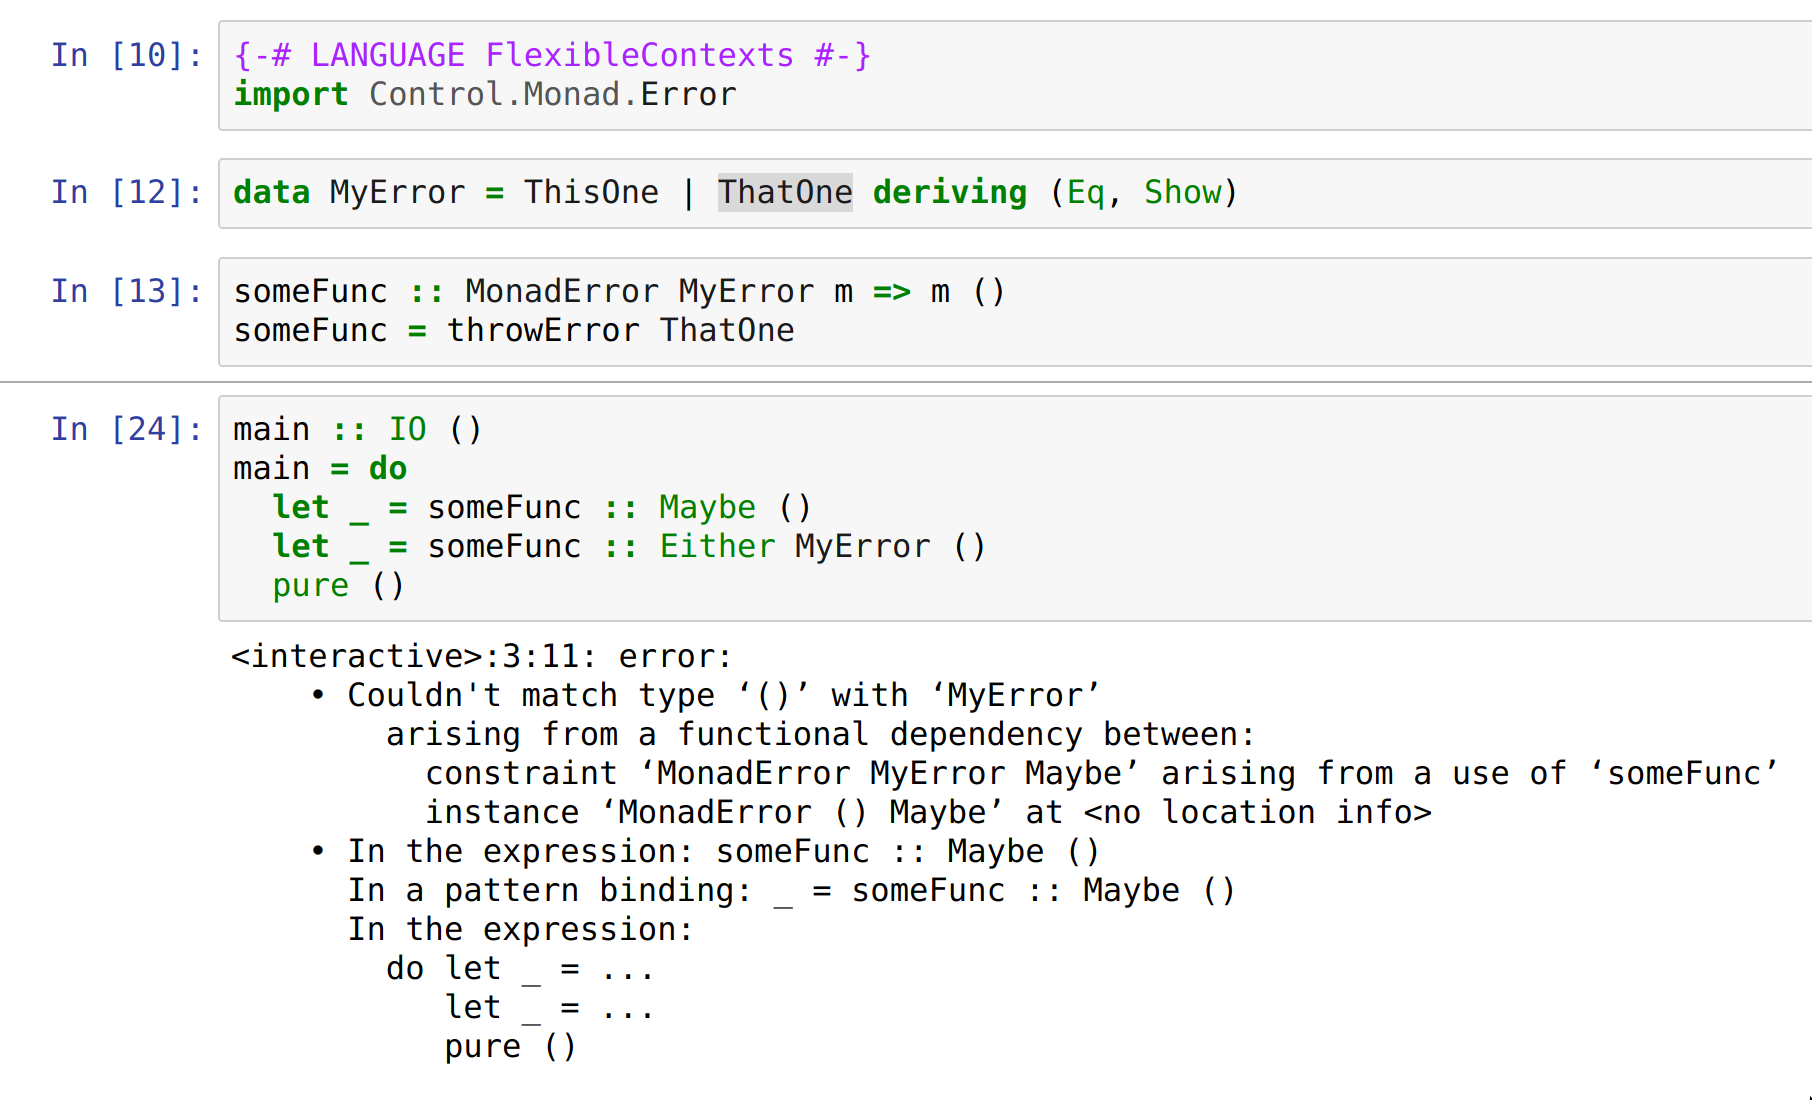 In [10]: {-# LANGUAGE FlexibleContexts #-}
import Control.Monad.Error
In [12]: data MyError = ThisOne | ThatOne deriving (Eq, Show)
In [13]: someFunc :: MonadError MyError m => m ()
someFunc = throwError ThatOne
In [24]: main :: IO ()
main = do
  let _ = someFunc :: Maybe ()
  let _ = someFunc :: Either MyError ()
  pure ()
<interactive>:3:11: error:
    • Couldn't match type ‘()’ with ‘MyError’
        arising from a functional dependency between:
          constraint ‘MonadError MyError Maybe’ arising from a use of ‘someFunc’
          instance ‘MonadError () Maybe’ at <no location info>
    • In the expression: someFunc :: Maybe ()
      In a pattern binding: _ = someFunc :: Maybe ()
      In the expression:
        do let _ = ...
           let _ = ...
           pure ()